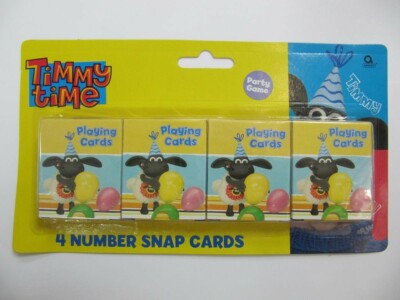 TIMMY
time
Party
Game
TIMMY
Playing
Cards
Playing
Cards
Playing
Cards
Playing
Cards
4 NUMBER SNAP CARDS